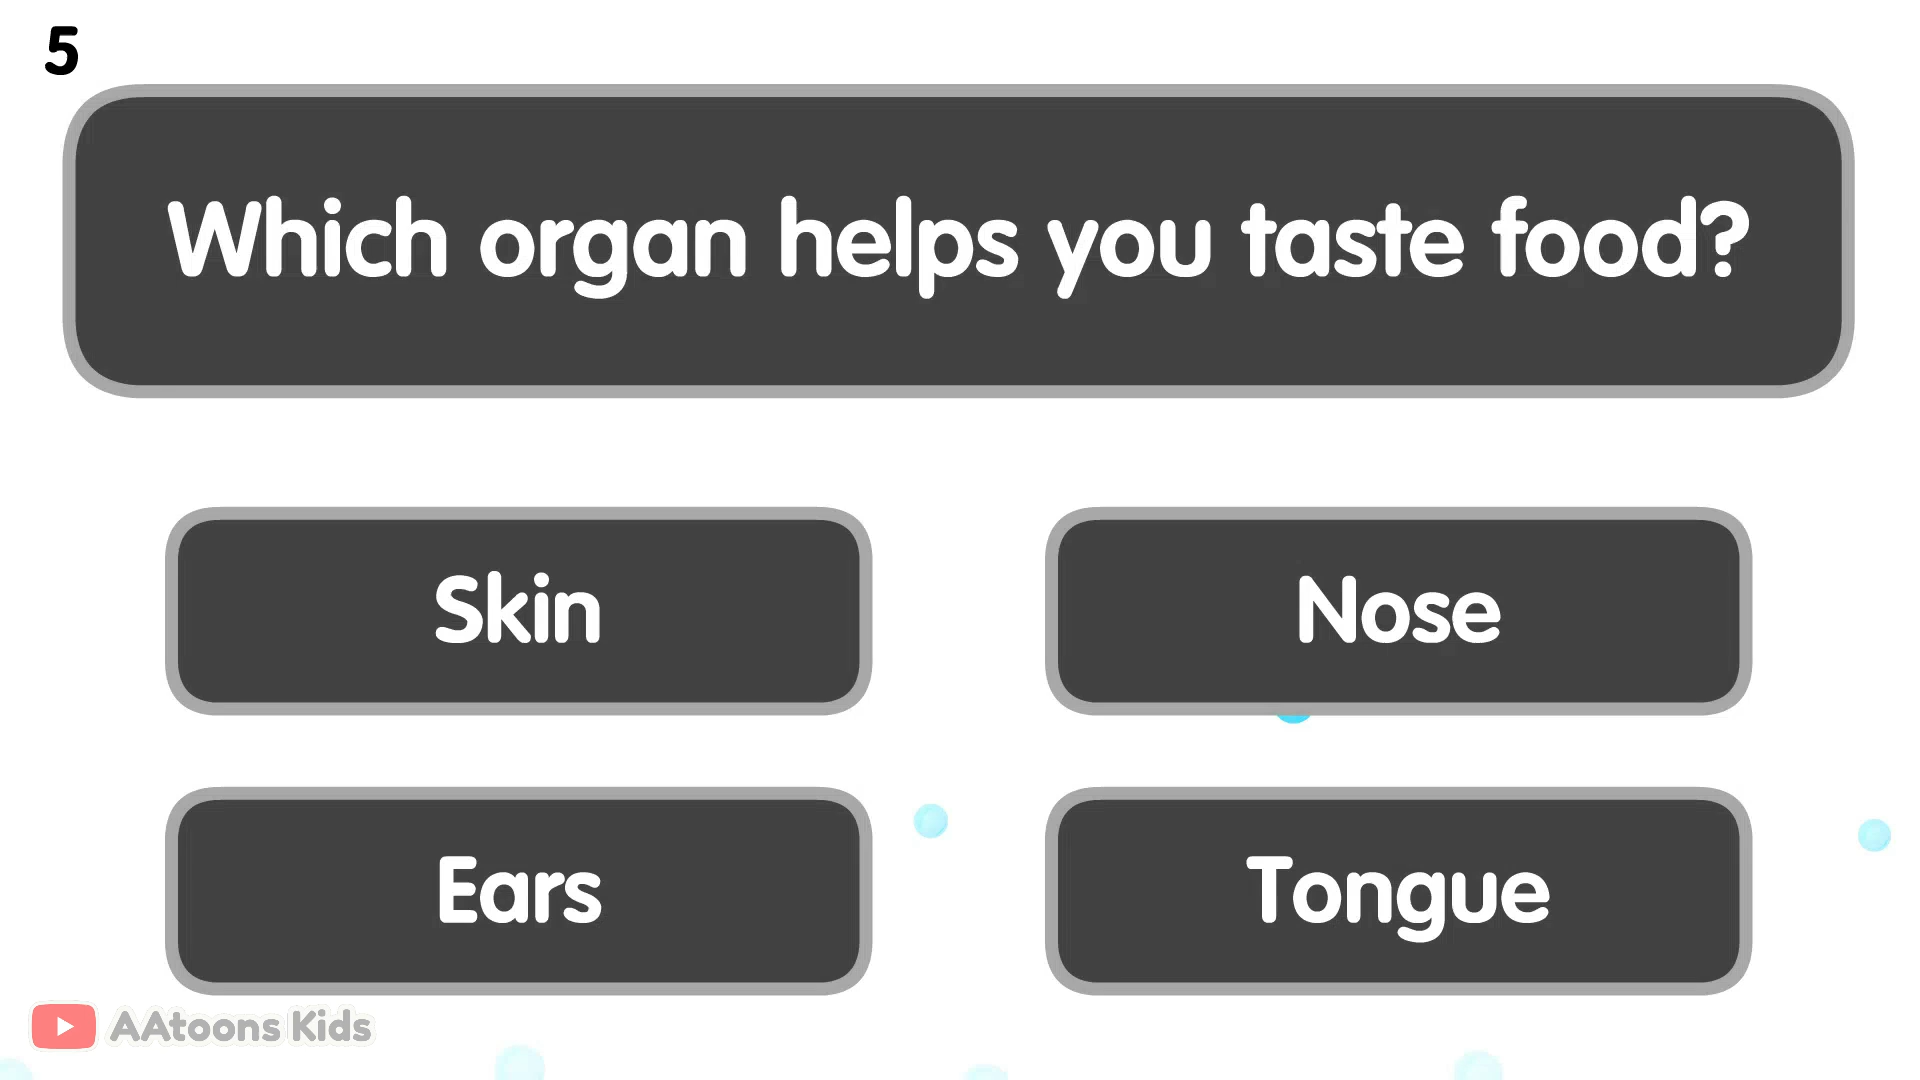 5
Which organ helps you taste food?
Skin
Nose
Ears
Tongue
AAtoons Kids